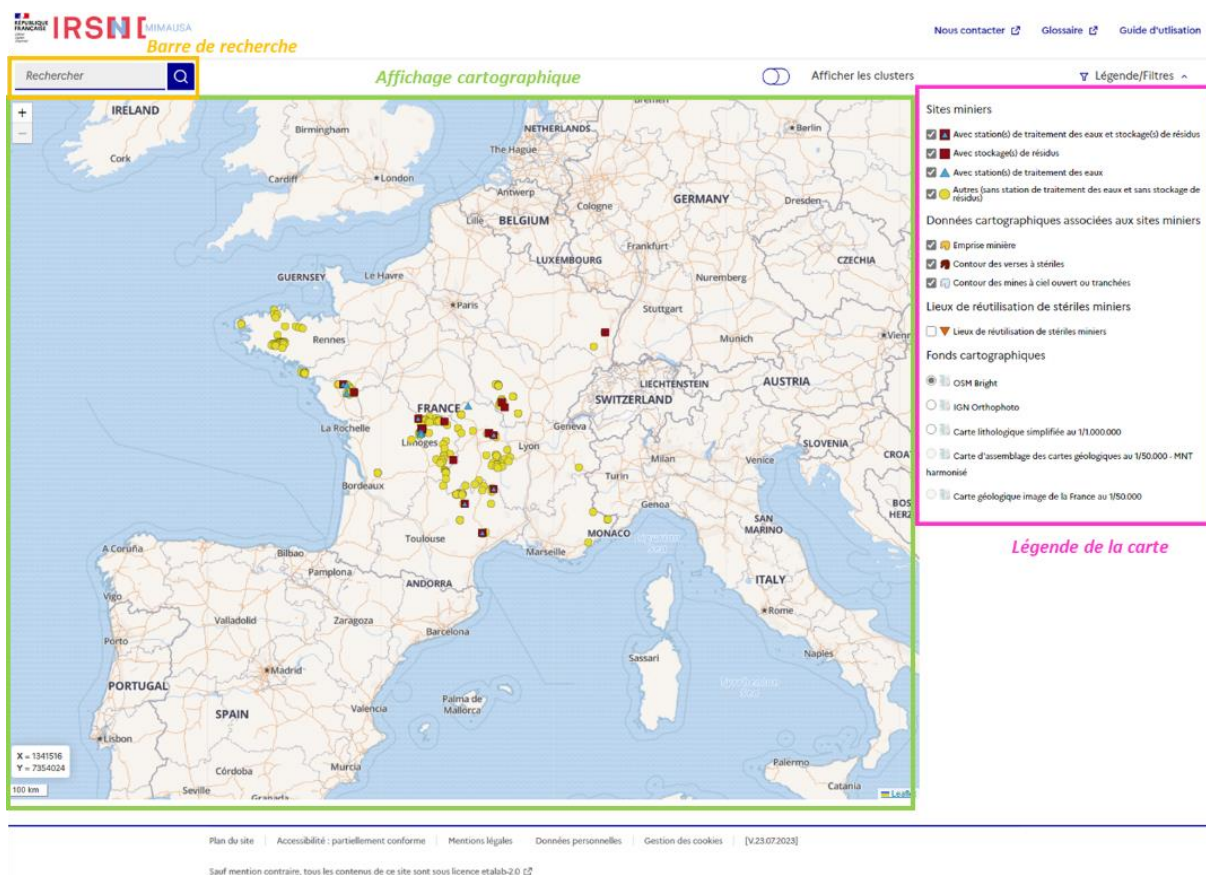 RÉPUBLIQUE
FRANÇAISE
IRSN MIMAUSA
Barre de recherche
Nous contacter
Glossaire
Guide d'utlisation
Rechercher
Affichage cartographique
Afficher les clusters
Légende/Filtres
+
−
IRELAND
Cork
Birmingham
Cardiff
London
NETHERLANDS
The Hague
Antwerp
Lille
BELGIUM
Cologne
Berlin
GERMANY
Dresden
Frankfurt
LUXEMBOURG
CZECHIA
Nuremberg
GUERNSEY
Le Havre
Paris
Stuttgart
Rennes
Munich
Vienn
LIECHTENSTEIN
AUSTRIA
FRANCE
SWITZERLAND
La Rochelle
Limoges
Geneva
Lyon
SLOVENIA
Milan
Venice
CROA
Turin
Bordeaux
Genoa
BOS
HERZ
SAN
MARINO
MONACO
Toulouse
Marseille
A Coruña
Bilbao
Pamplona
ANDORRA
ITALY
Vigo
Rome
Valladolid
Zaragoza
Barcelona
Porto
Sassari
Naples
Madrid
PORTUGAL
Palma de
Mallorca
SPAIN
Valencia
Lisbon
X = 1341516
Y = 7354024
Córdoba
Murcia
Palermo
100 km
Seville
Granada
Catania
Leafle
Sites miniers
Avec station(s) de traitement des eaux et stockage(s) de résidus
Avec stockage(s) de résidus
Avec station(s) de traitement des eaux
Autres (sans station de traitement des eaux et sans stockage de
résidus)
Données cartographiques associées aux sites miniers
Emprise minière
Contour des verses à stériles
Contour des mines à ciel ouvert ou tranchées
Lieux de réutilisation de stériles miniers
Lieux de réutilisation de stériles miniers
Fonds cartographiques
OSM Bright
IGN Orthophoto
Carte lithologique simplifiée au 1/1.000.000
Carte d'assemblage des cartes géologiques au 1/50.000 - MNT
harmonisé
Carte géologique image de la France au 1/50.000
Légende de la carte
Plan du site
Accessibilité : partiellement conforme
Mentions légales
Données personnelles
Gestion des cookies
[V.23.07.2023]
Sauf mention contraire, tous les contenus de ce site sont sous licence etalab-2.0